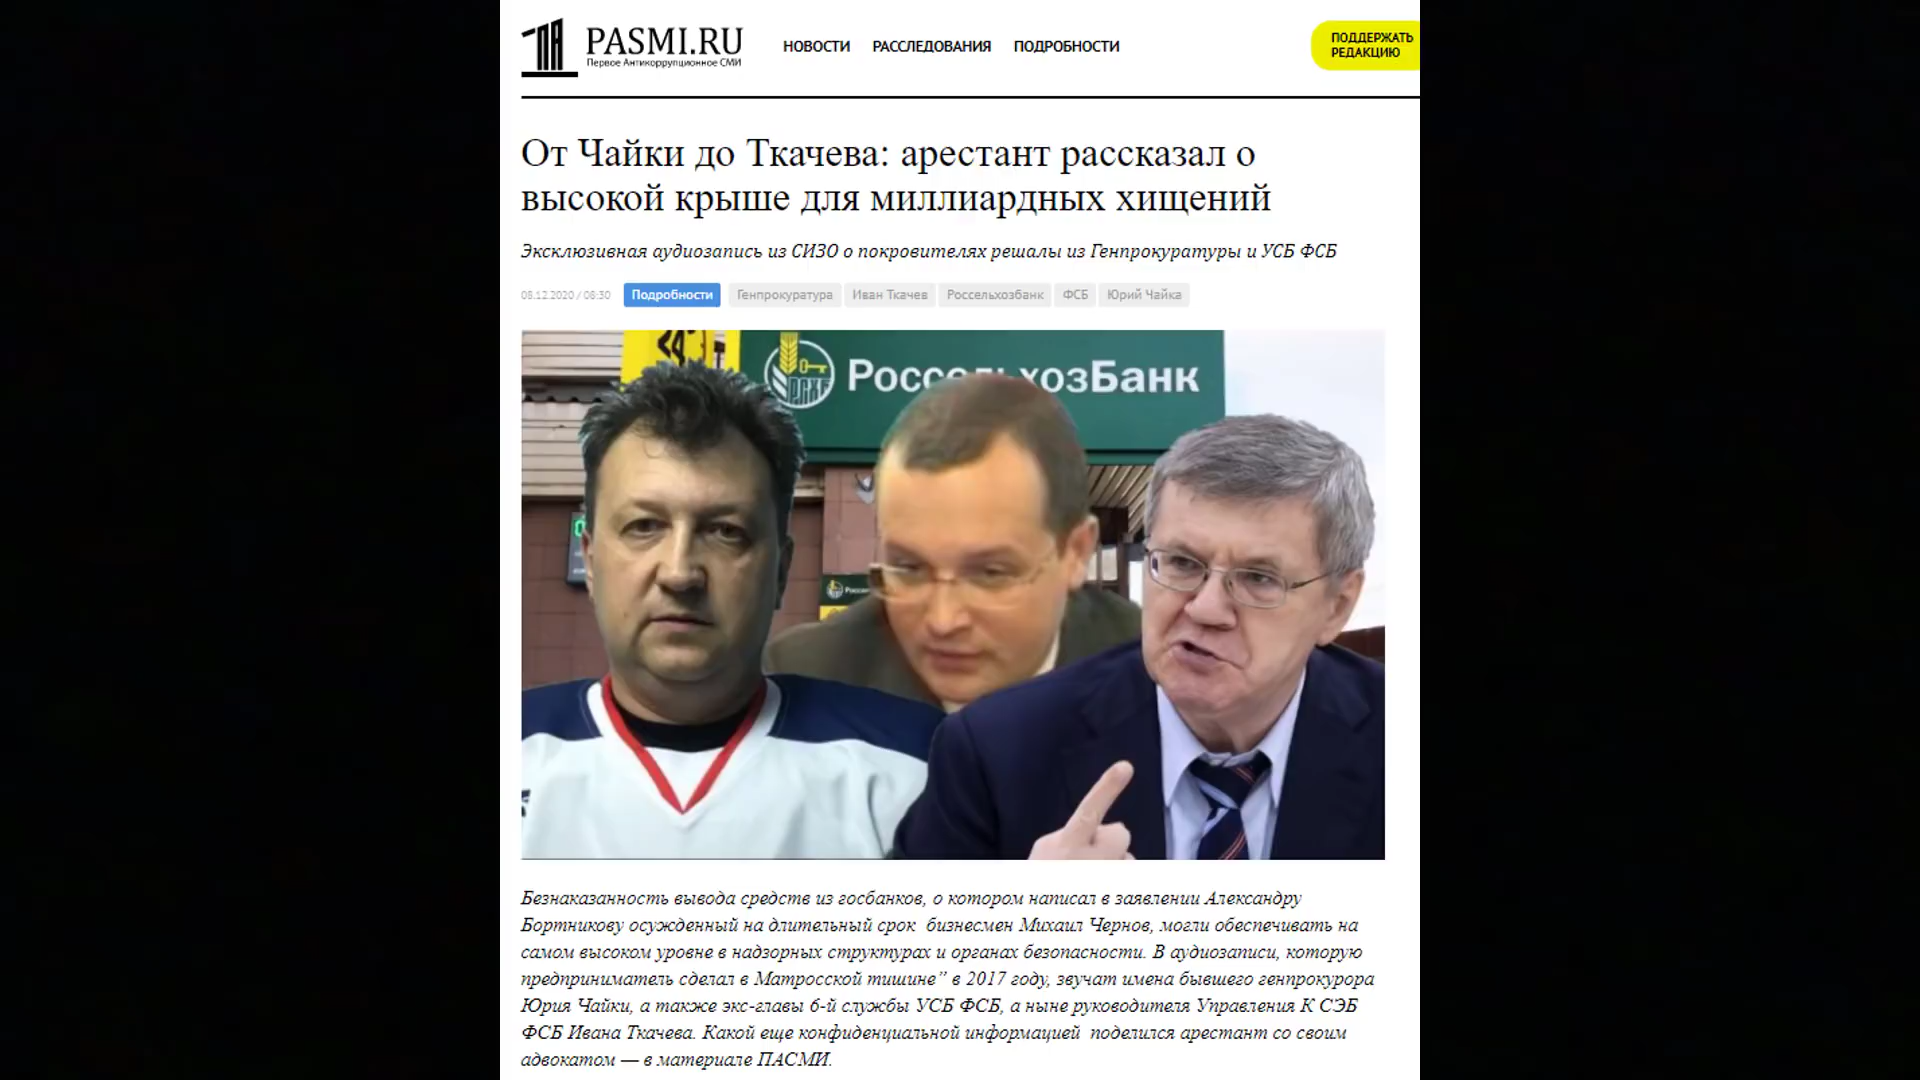 PASMI.RU
Первое Антикоррупционное СМИ
НОВОСТИ РАССЛЕДОВАНИЯ ПОДРОБНОСТИ
ПОДДЕРЖАТЬ
РЕДАКЦИЮ
От Чайки до Ткачева: арестант рассказал о
высокой крыше для миллиардных хищений
Эксклюзивная аудиозапись из СИЗО о покровителях решалы из Генпрокуратуры и УСБ ФСБ
08.12.2020 / 08:30 Подробности Генпрокуратура Иван Ткачев Россельхозбанк ФСБ Юрий Чайка
Безнаказанность вывода средств из госбанков, о котором написал в заявлении Александру
Бортникову осужденный на длительный срок бизнесмен Михаил Чернов, могли обеспечивать на
самом высоком уровне в надзорных структурах и органах безопасности. В аудиозаписи, которую
предприниматель сделал в Матросской тишине” в 2017 году, звучат имена бывшего генпрокурора
Юрия Чайки, а также экс-главы 6-й службы УСБ ФСБ, а ныне руководителя Управления К СЭБ
ФСБ Ивана Ткачева. Какой еще конфиденциальной информацией поделился арестант со своим
адвокатом — в материале ПАСМИ.